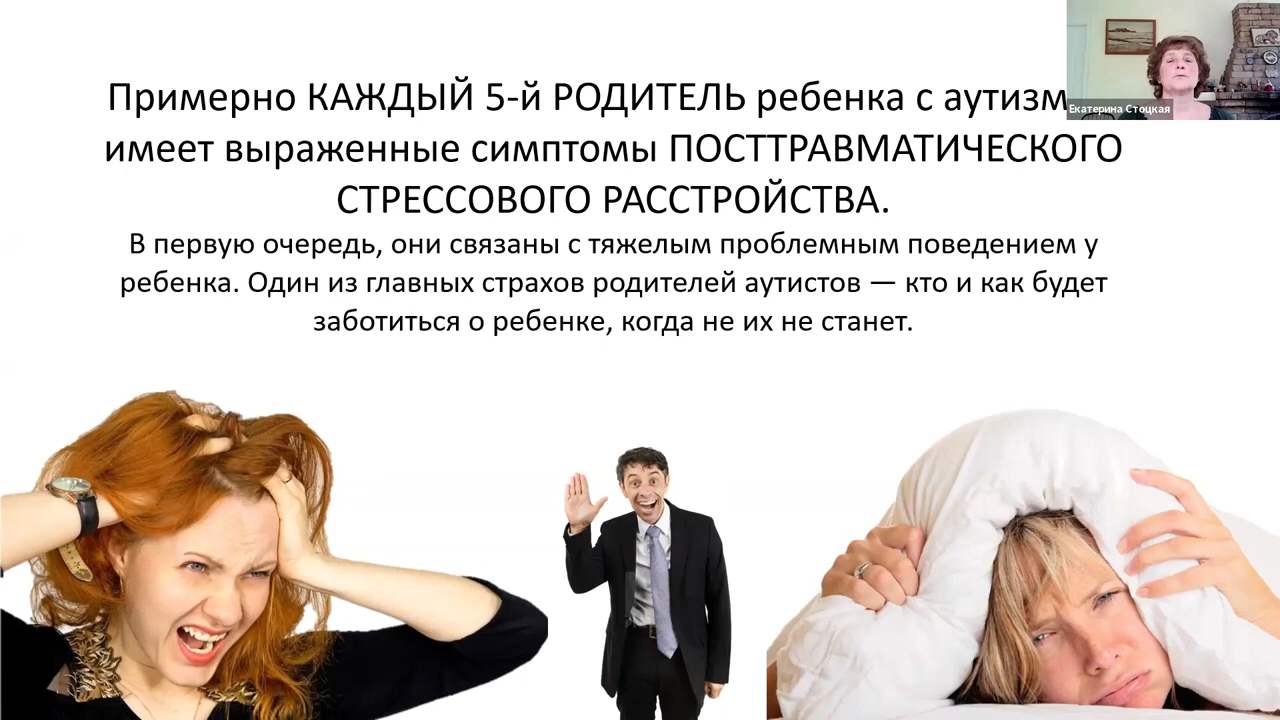 Примерно КАЖДЫЙ 5-й РОДИТЕЛЬ ребенка с аутизм
имеет выраженные симптомы ПОСТТРАВМАТИЧЕСКОГО
СТРЕССОВОГО РАССТРОЙСТВА.
В первую очередь, они связаны с тяжелым проблемным поведением у
ребенка. Один из главных страхов родителей аутистов — кто и как будет
заботиться о ребенке, когда не их не станет.
Екатерина Стоцкая